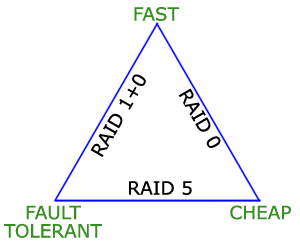 FAST
RAID 1+0
RAID 0
RAID 5
FAULT
TOLERANT
CHEAP